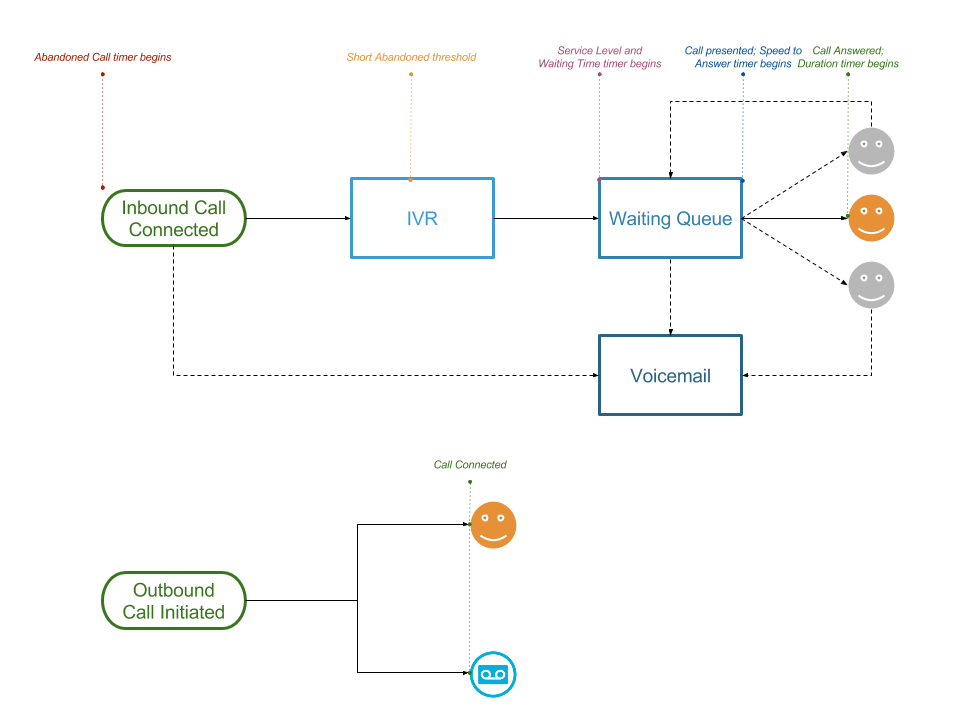 Abandoned Call timer begins
Short Abandoned threshold
Service Level and
Waiting Time timer begins
Call presented; Speed to
Answer timer begins
Call Answered;
Duration timer begins
Inbound Call
Connected
IVR
Waiting Queue
Voicemail
Call Connected
Outbound
Call Initiated